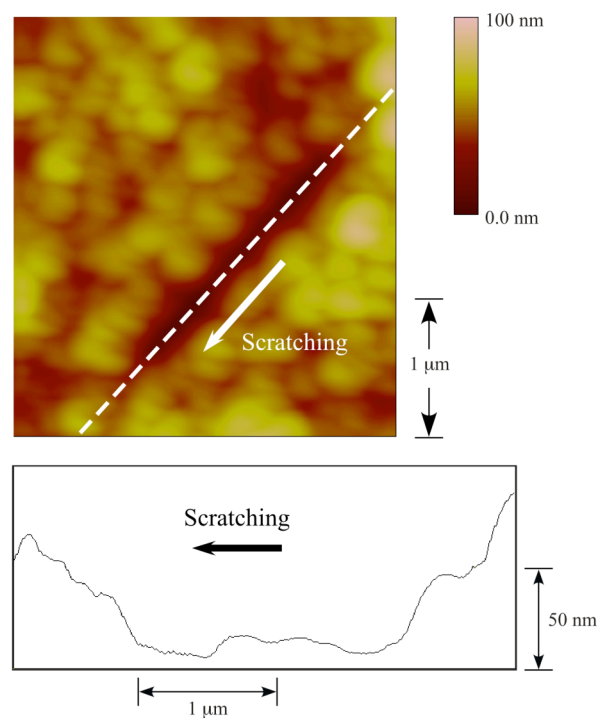 100 nm
0.0 nm
Scratching
1 μm
Scratching
50 nm
1 μm